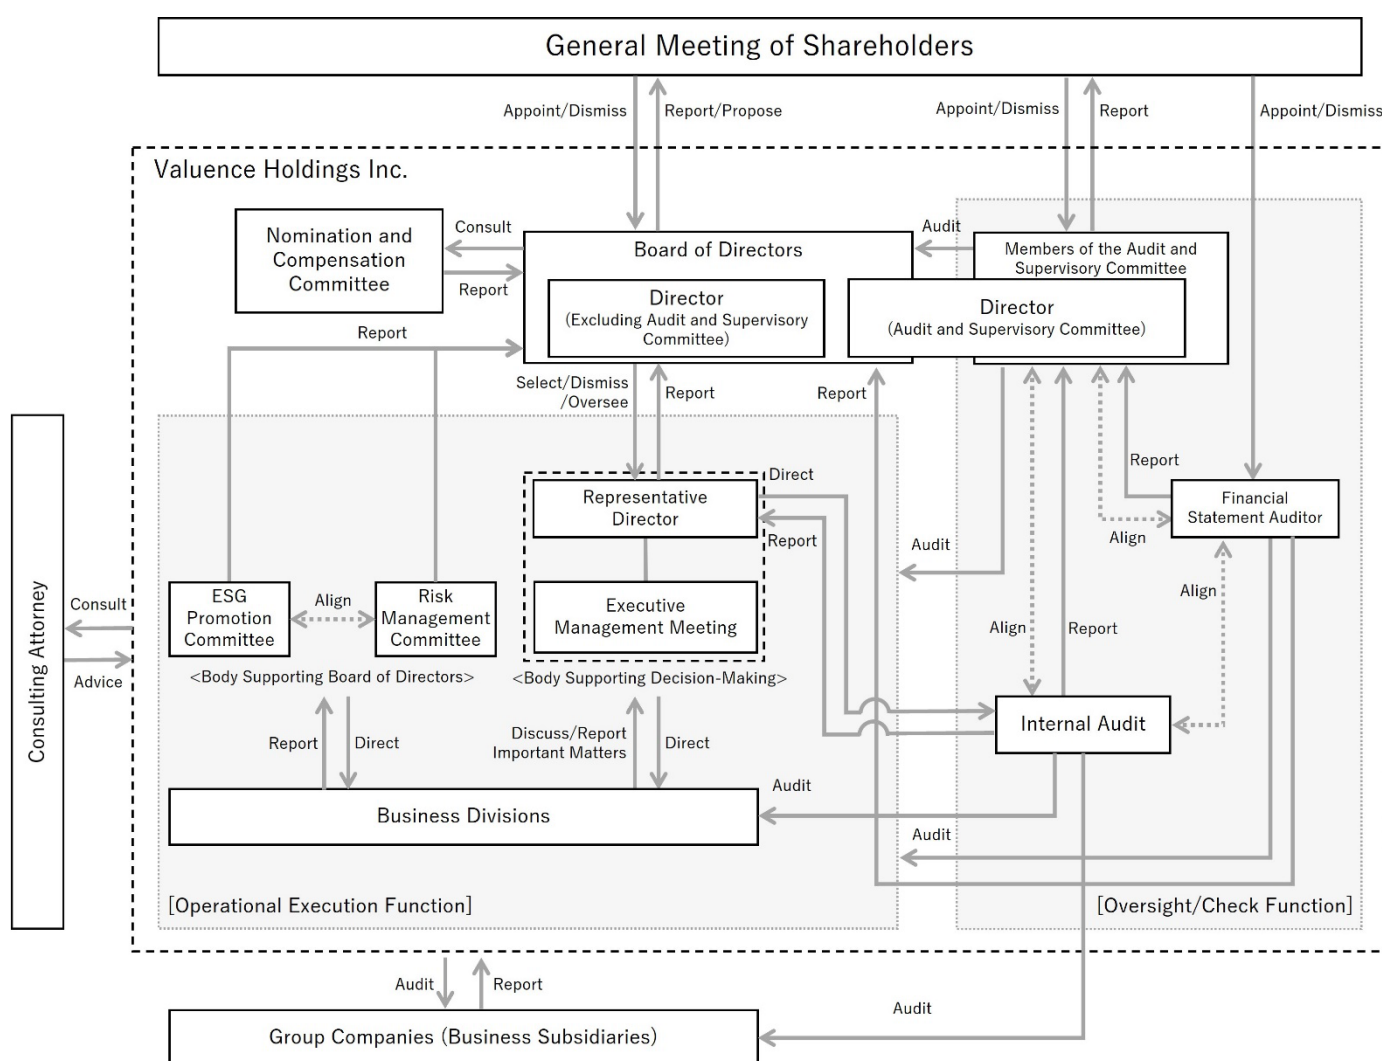 General Meeting of Shareholders
Appoint/Dismiss
Report/Propose
Appoint/Dismiss
Report
Appoint/Dismiss
Valuence Holdings Inc.
Nomination and
Compensation
Committee
Consult
Report
Board of Directors
Director
(Excluding Audit and Supervisory
Committee)
Audit
Members of the Audit and
Supervisory Committee
Director
(Audit and Supervisory Committee)
Report
Select/Dismiss
/Oversee
Report
Report
Consulting Attorney
Consult
Advice
Representative
Director
Direct
Report
Executive
Management Meeting
<Body Supporting Decision-Making>
ESG
Promotion
Committee
Align
Risk
Management
Committee
<Body Supporting Board of Directors>
Report
Direct
Discuss/Report
Important Matters
Direct
Business Divisions
[Operational Execution Function]
Audit
Align
Report
Report
Align
Financial
Statement Auditor
Align
Internal Audit
Audit
Audit
[Oversight/Check Function]
Audit
Report
Audit
Group Companies (Business Subsidiaries)